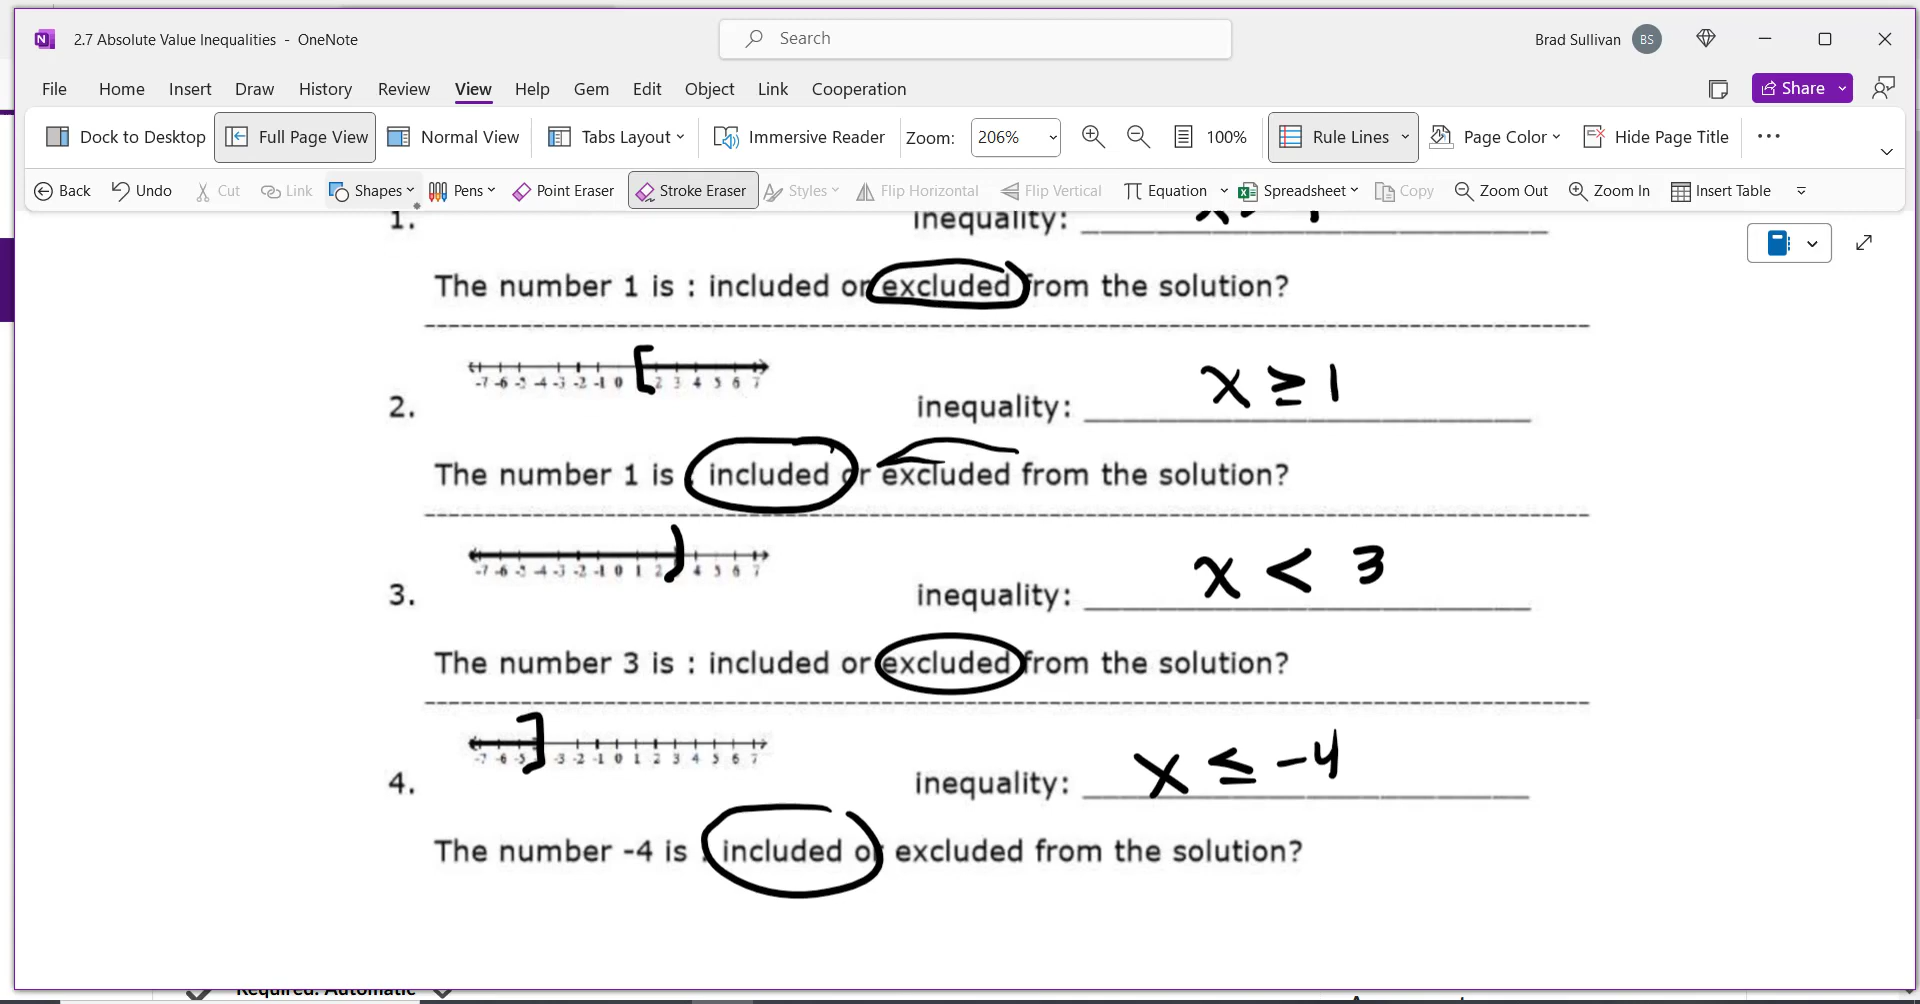 2.7 Absolute Value Inequalities - OneNote
Search
Brad Sullivan BS
File Home Insert Draw History Review View Help Gem Edit Object Link Cooperation Share
Dock to Desktop Full Page View Normal View Tabs Layout Immersive Reader Zoom: 206% 100% Rule Lines Page Color Hide Page Title
Back Undo Cut Link Shapes Pens Point Eraser Stroke Eraser Styles Flip Horizontal Flip Vertical Equation Spreadsheet Copy Zoom Out Zoom In Insert Table
1. inequality:
The number 1 is : included or excluded from the solution?
-7 -6 -5 -4 -3 -2 -1 0 [ 2 3 4 5 6 7
x ≥ 1
2. inequality:
The number 1 is included or excluded from the solution?
-7 -6 -5 -4 -3 -2 -1 0 1 2 ) 4 5 6 7
x < 3
3. inequality:
The number 3 is : included or excluded from the solution?
-7 -6 -5 ] -3 -2 -1 0 1 2 3 4 5 6 7
x ≤ -4
4. inequality:
The number -4 is : included or excluded from the solution?
Required: Automatic